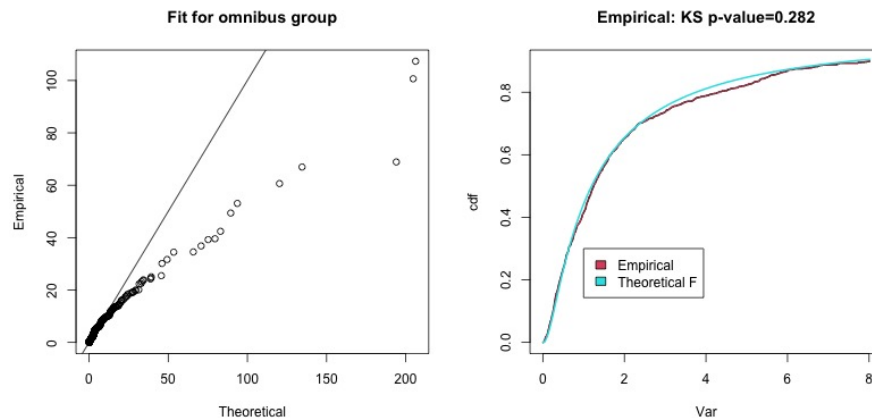 Fit for omnibus group
Empirical
100
80
60
40
20
0
0 50 100 150 200
Theoretical
Empirical: KS p-value=0.282
cdf
0.8
0.6
0.4
0.2
0.0
Empirical
Theoretical F
0 2 4 6 8
Var